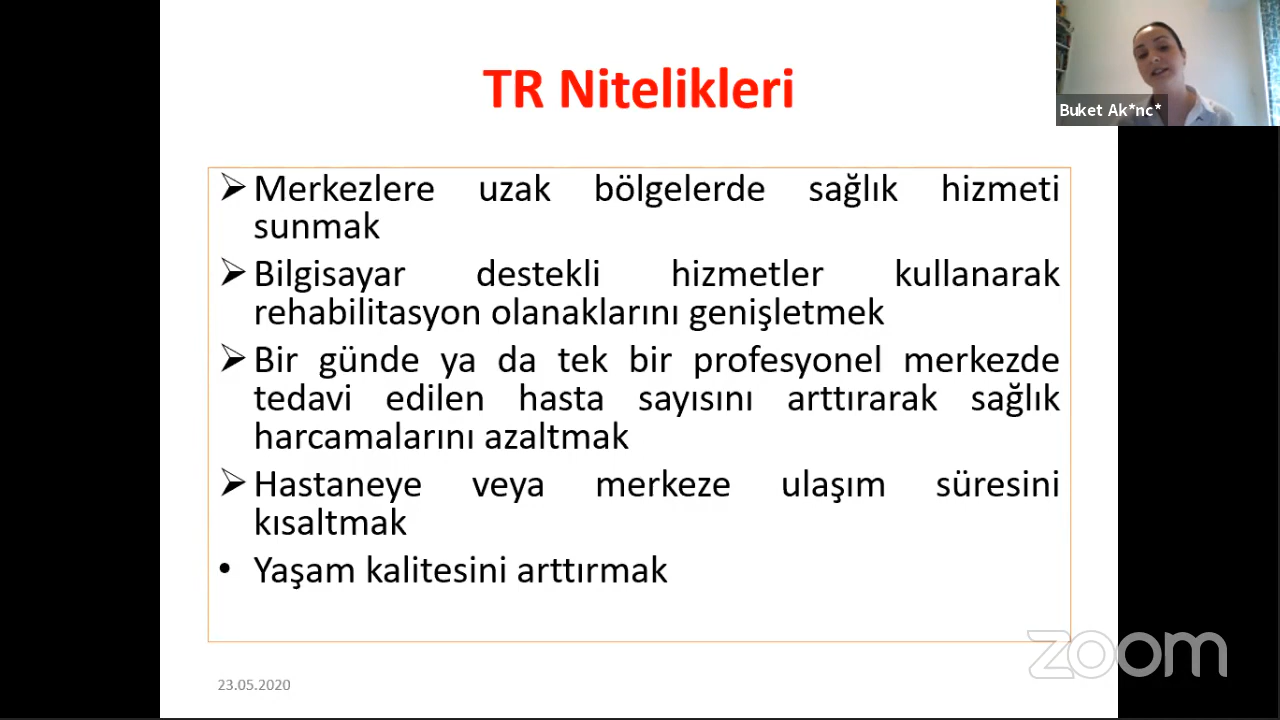 TR Nitelikleri
Buket Ak*nc*
➢ Merkezlere uzak bölgelerde sağlık hizmeti
sunmak
➢ Bilgisayar destekli hizmetler kullanarak
rehabilitasyon olanaklarını genişletmek
➢ Bir günde ya da tek bir profesyonel merkezde
tedavi edilen hasta sayısını arttırarak sağlık
harcamalarını azaltmak
➢ Hastaneye veya merkeze ulaşım süresini
kısaltmak
• Yaşam kalitesini arttırmak
zoom
23.05.2020